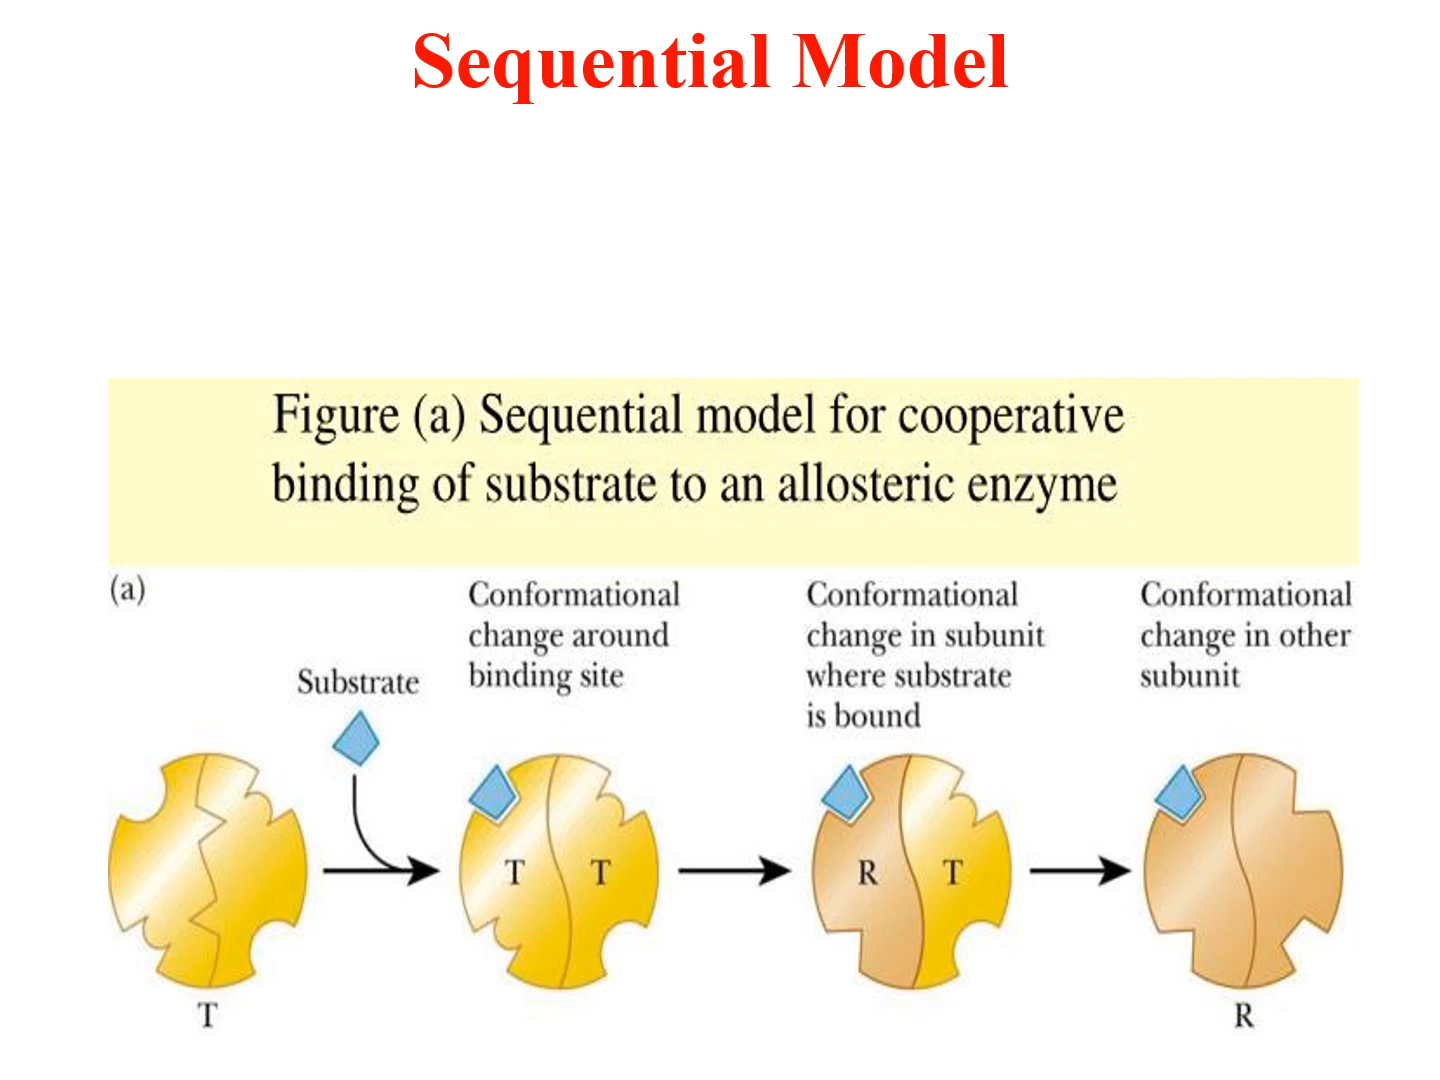 Sequential Model
Figure (a) Sequential model for cooperative
binding of substrate to an allosteric enzyme
(a)
Substrate
Conformational
change around
binding site
Conformational
change in subunit
where substrate
is bound
Conformational
change in other
subunit
T
T T
R T
R